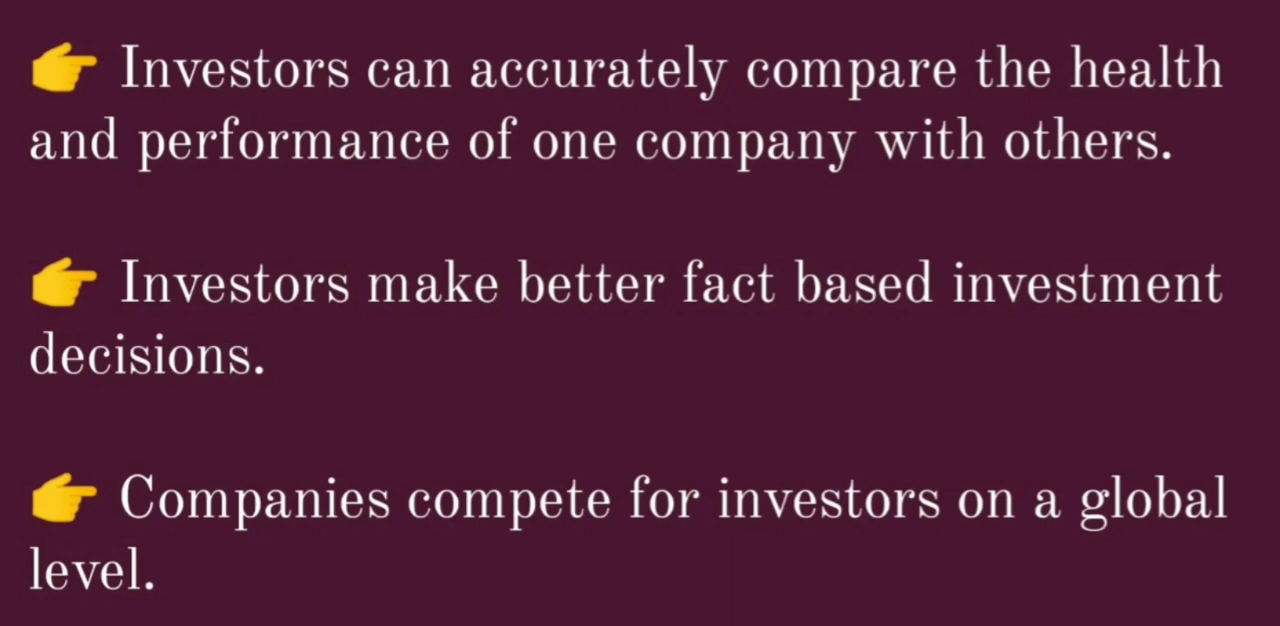 👉 Investors can accurately compare the health
and performance of one company with others.
👉 Investors make better fact based investment
decisions.
👉 Companies compete for investors on a global
level.